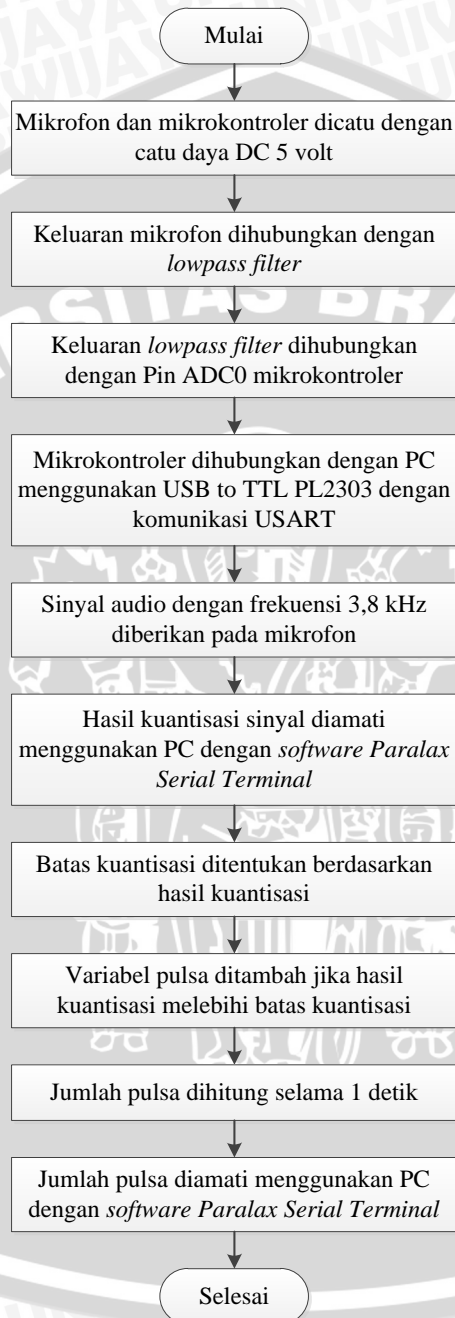 Mulai
Mikrofon dan mikrokontroler dicatu dengan
catu daya DC 5 volt
Keluaran mikrofon dihubungkan dengan
lowpass filter
Keluaran lowpass filter dihubungkan
dengan Pin ADC0 mikrokontroler
Mikrokontroler dihubungkan dengan PC
menggunakan USB to TTL PL2303 dengan
komunikasi USART
Sinyal audio dengan frekuensi 3,8 kHz
diberikan pada mikrofon
Hasil kuantisasi sinyal diamati
menggunakan PC dengan software Paralax
Serial Terminal
Batas kuantisasi ditentukan berdasarkan
hasil kuantisasi
Variabel pulsa ditambah jika hasil
kuantisasi melebihi batas kuantisasi
Jumlah pulsa dihitung selama 1 detik
Jumlah pulsa diamati menggunakan PC
dengan software Paralax Serial Terminal
Selesai